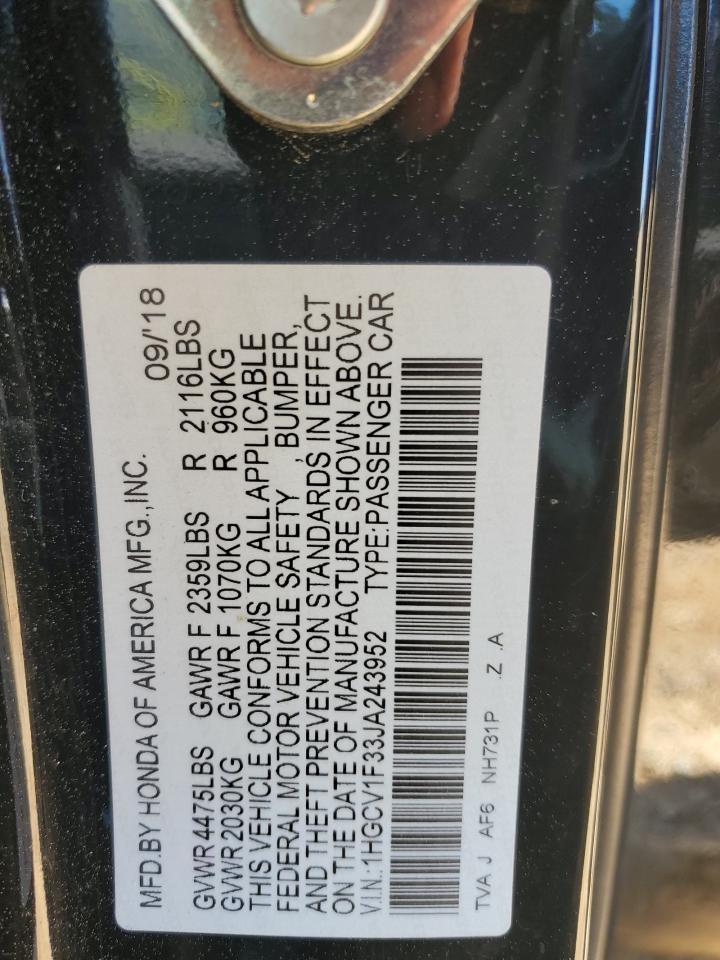 MFD.BY HONDA OF AMERICA MFG.,INC. 09/'18
GVWR 4475LBS GAWR F 2359LBS R 2116LBS
GVWR 2030KG GAWR F 1070KG R 960KG
THIS VEHICLE CONFORMS TO ALL APPLICABLE
FEDERAL MOTOR VEHICLE SAFETY , BUMPER,
AND THEFT PREVENTION STANDARDS IN EFFECT
ON THE DATE OF MANUFACTURE SHOWN ABOVE.
V.I.N.:1HGCV1F33JA243952 TYPE:PASSENGER CAR
TVA J AF6 NH731P .Z .A